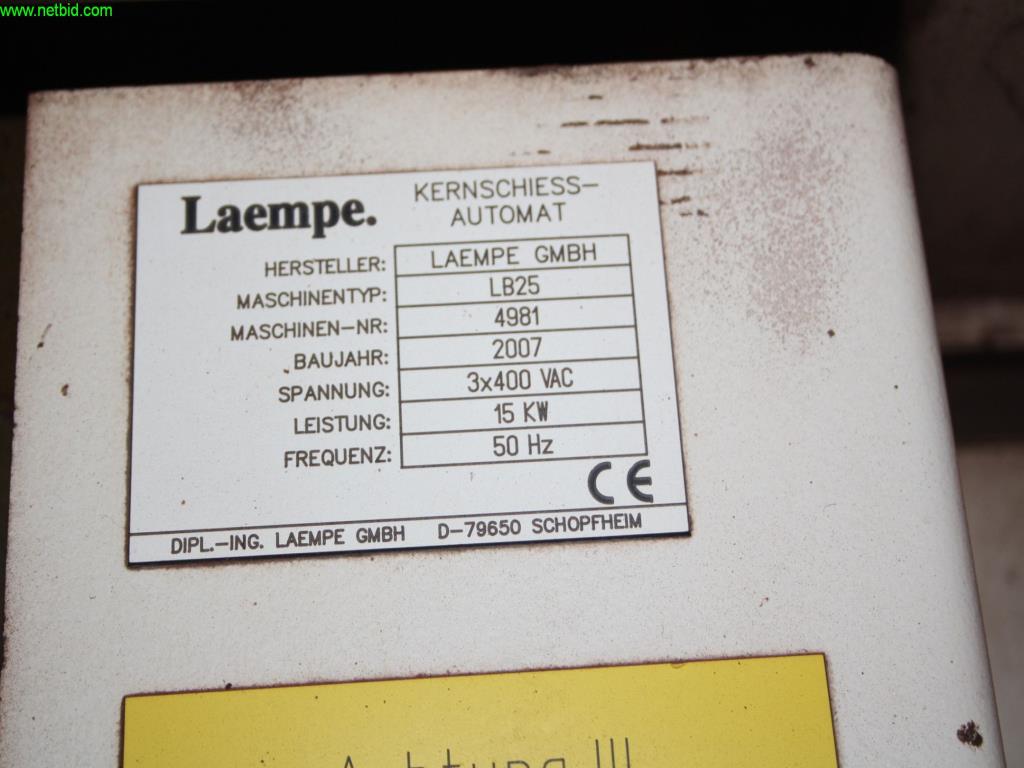 www.netbid.com
Laempe.
KERNSCHIESS-
AUTOMAT
HERSTELLER: LAEMPE GMBH
MASCHINENTYP: LB25
MASCHINEN-NR: 4981
BAUJAHR: 2007
SPANNUNG: 3x400 VAC
LEISTUNG: 15 KW
FREQUENZ: 50 Hz
CE
DIPL.-ING. LAEMPE GMBH D-79650 SCHOPFHEIM
Achtung !!!